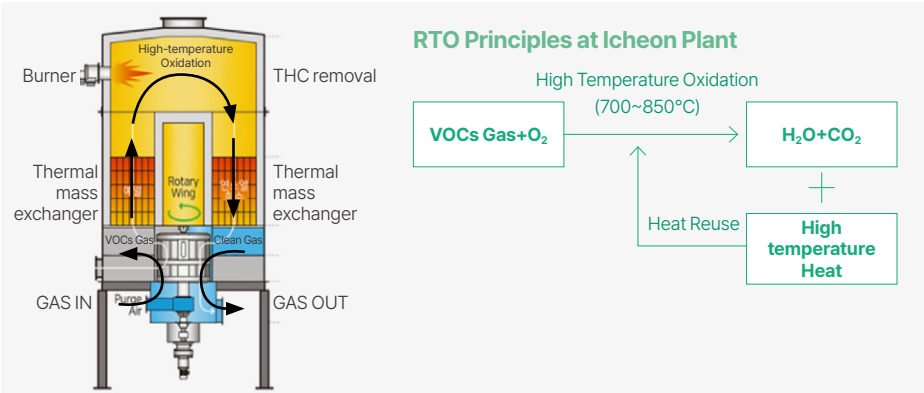 High-temperature
Oxidation
Burner
THC removal
Thermal
mass
exchanger
Rotary
Wing
Thermal
mass
exchanger
VOCs Gas
Clean Gas
GAS IN
Purge
Air
GAS OUT
RTO Principles at Icheon Plant
High Temperature Oxidation
(700~850°C)
VOCs Gas+O₂
H₂O+CO₂
Heat Reuse
High
temperature
Heat